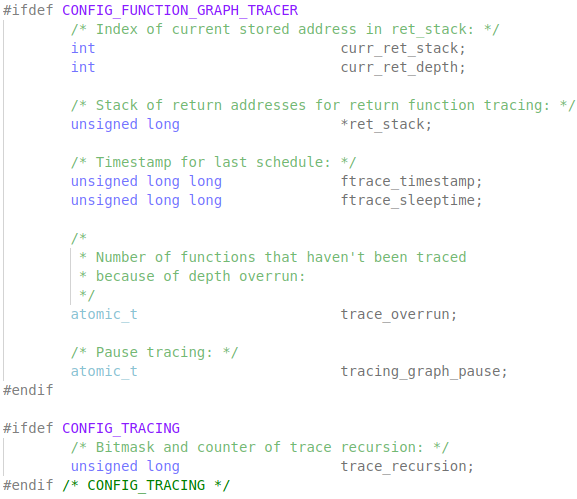 #ifdef CONFIG_FUNCTION_GRAPH_TRACER
        /* Index of current stored address in ret_stack: */
        int                             curr_ret_stack;
        int                             curr_ret_depth;

        /* Stack of return addresses for return function tracing: */
        unsigned long                   *ret_stack;

        /* Timestamp for last schedule: */
        unsigned long long              ftrace_timestamp;
        unsigned long long              ftrace_sleeptime;

        /*
         * Number of functions that haven't been traced
         * because of depth overrun:
         */
        atomic_t                        trace_overrun;

        /* Pause tracing: */
        atomic_t                        tracing_graph_pause;
#endif

#ifdef CONFIG_TRACING
        /* Bitmask and counter of trace recursion: */
        unsigned long                   trace_recursion;
#endif /* CONFIG_TRACING */